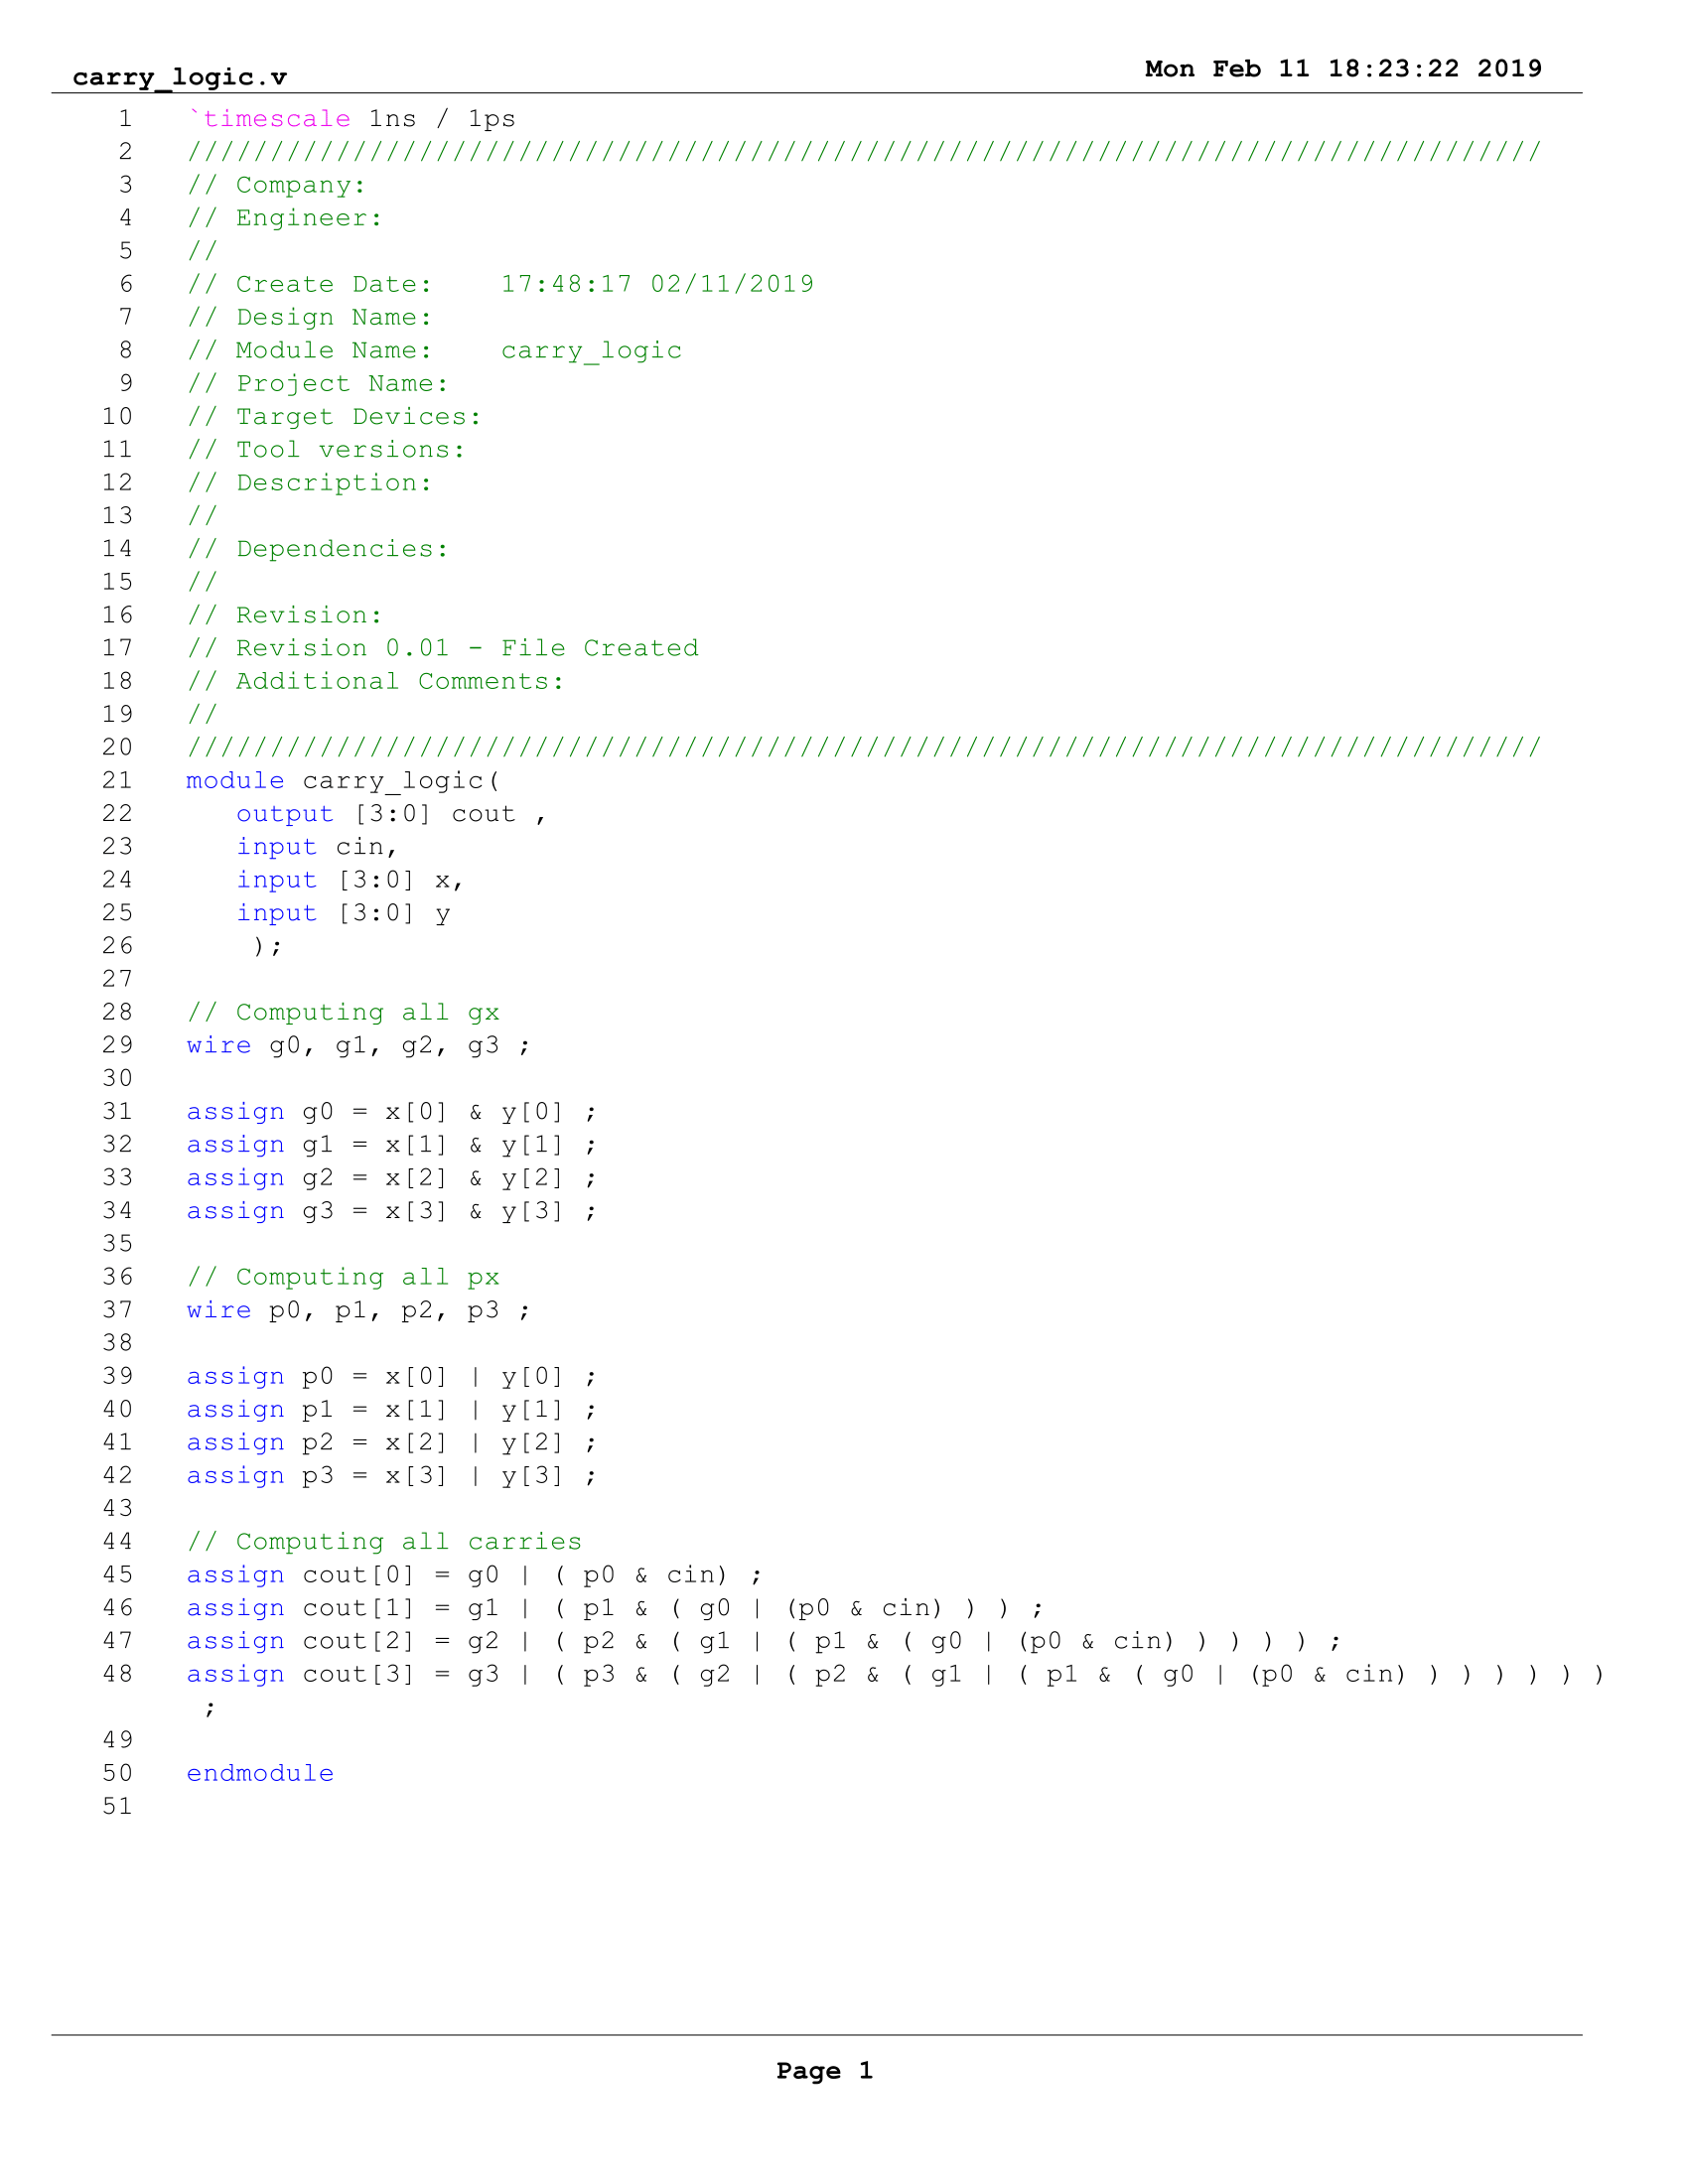 carry_logic.v Mon Feb 11 18:23:22 2019
1 `timescale 1ns / 1ps
2 //////////////////////////////////////////////////////////////////////////////////
3 // Company:
4 // Engineer:
5 //
6 // Create Date:    17:48:17 02/11/2019
7 // Design Name:
8 // Module Name:    carry_logic
9 // Project Name:
10 // Target Devices:
11 // Tool versions:
12 // Description:
13 //
14 // Dependencies:
15 //
16 // Revision:
17 // Revision 0.01 - File Created
18 // Additional Comments:
19 //
20 //////////////////////////////////////////////////////////////////////////////////
21 module carry_logic(
22    output [3:0] cout ,
23    input cin,
24    input [3:0] x,
25    input [3:0] y
26     );
27
28 // Computing all gx
29 wire g0, g1, g2, g3 ;
30
31 assign g0 = x[0] & y[0] ;
32 assign g1 = x[1] & y[1] ;
33 assign g2 = x[2] & y[2] ;
34 assign g3 = x[3] & y[3] ;
35
36 // Computing all px
37 wire p0, p1, p2, p3 ;
38
39 assign p0 = x[0] | y[0] ;
40 assign p1 = x[1] | y[1] ;
41 assign p2 = x[2] | y[2] ;
42 assign p3 = x[3] | y[3] ;
43
44 // Computing all carries
45 assign cout[0] = g0 | ( p0 & cin) ;
46 assign cout[1] = g1 | ( p1 & ( g0 | (p0 & cin) ) ) ;
47 assign cout[2] = g2 | ( p2 & ( g1 | ( p1 & ( g0 | (p0 & cin) ) ) ) ) ;
48 assign cout[3] = g3 | ( p3 & ( g2 | ( p2 & ( g1 | ( p1 & ( g0 | (p0 & cin) ) ) ) ) ) )
;
49
50 endmodule
51
Page 1